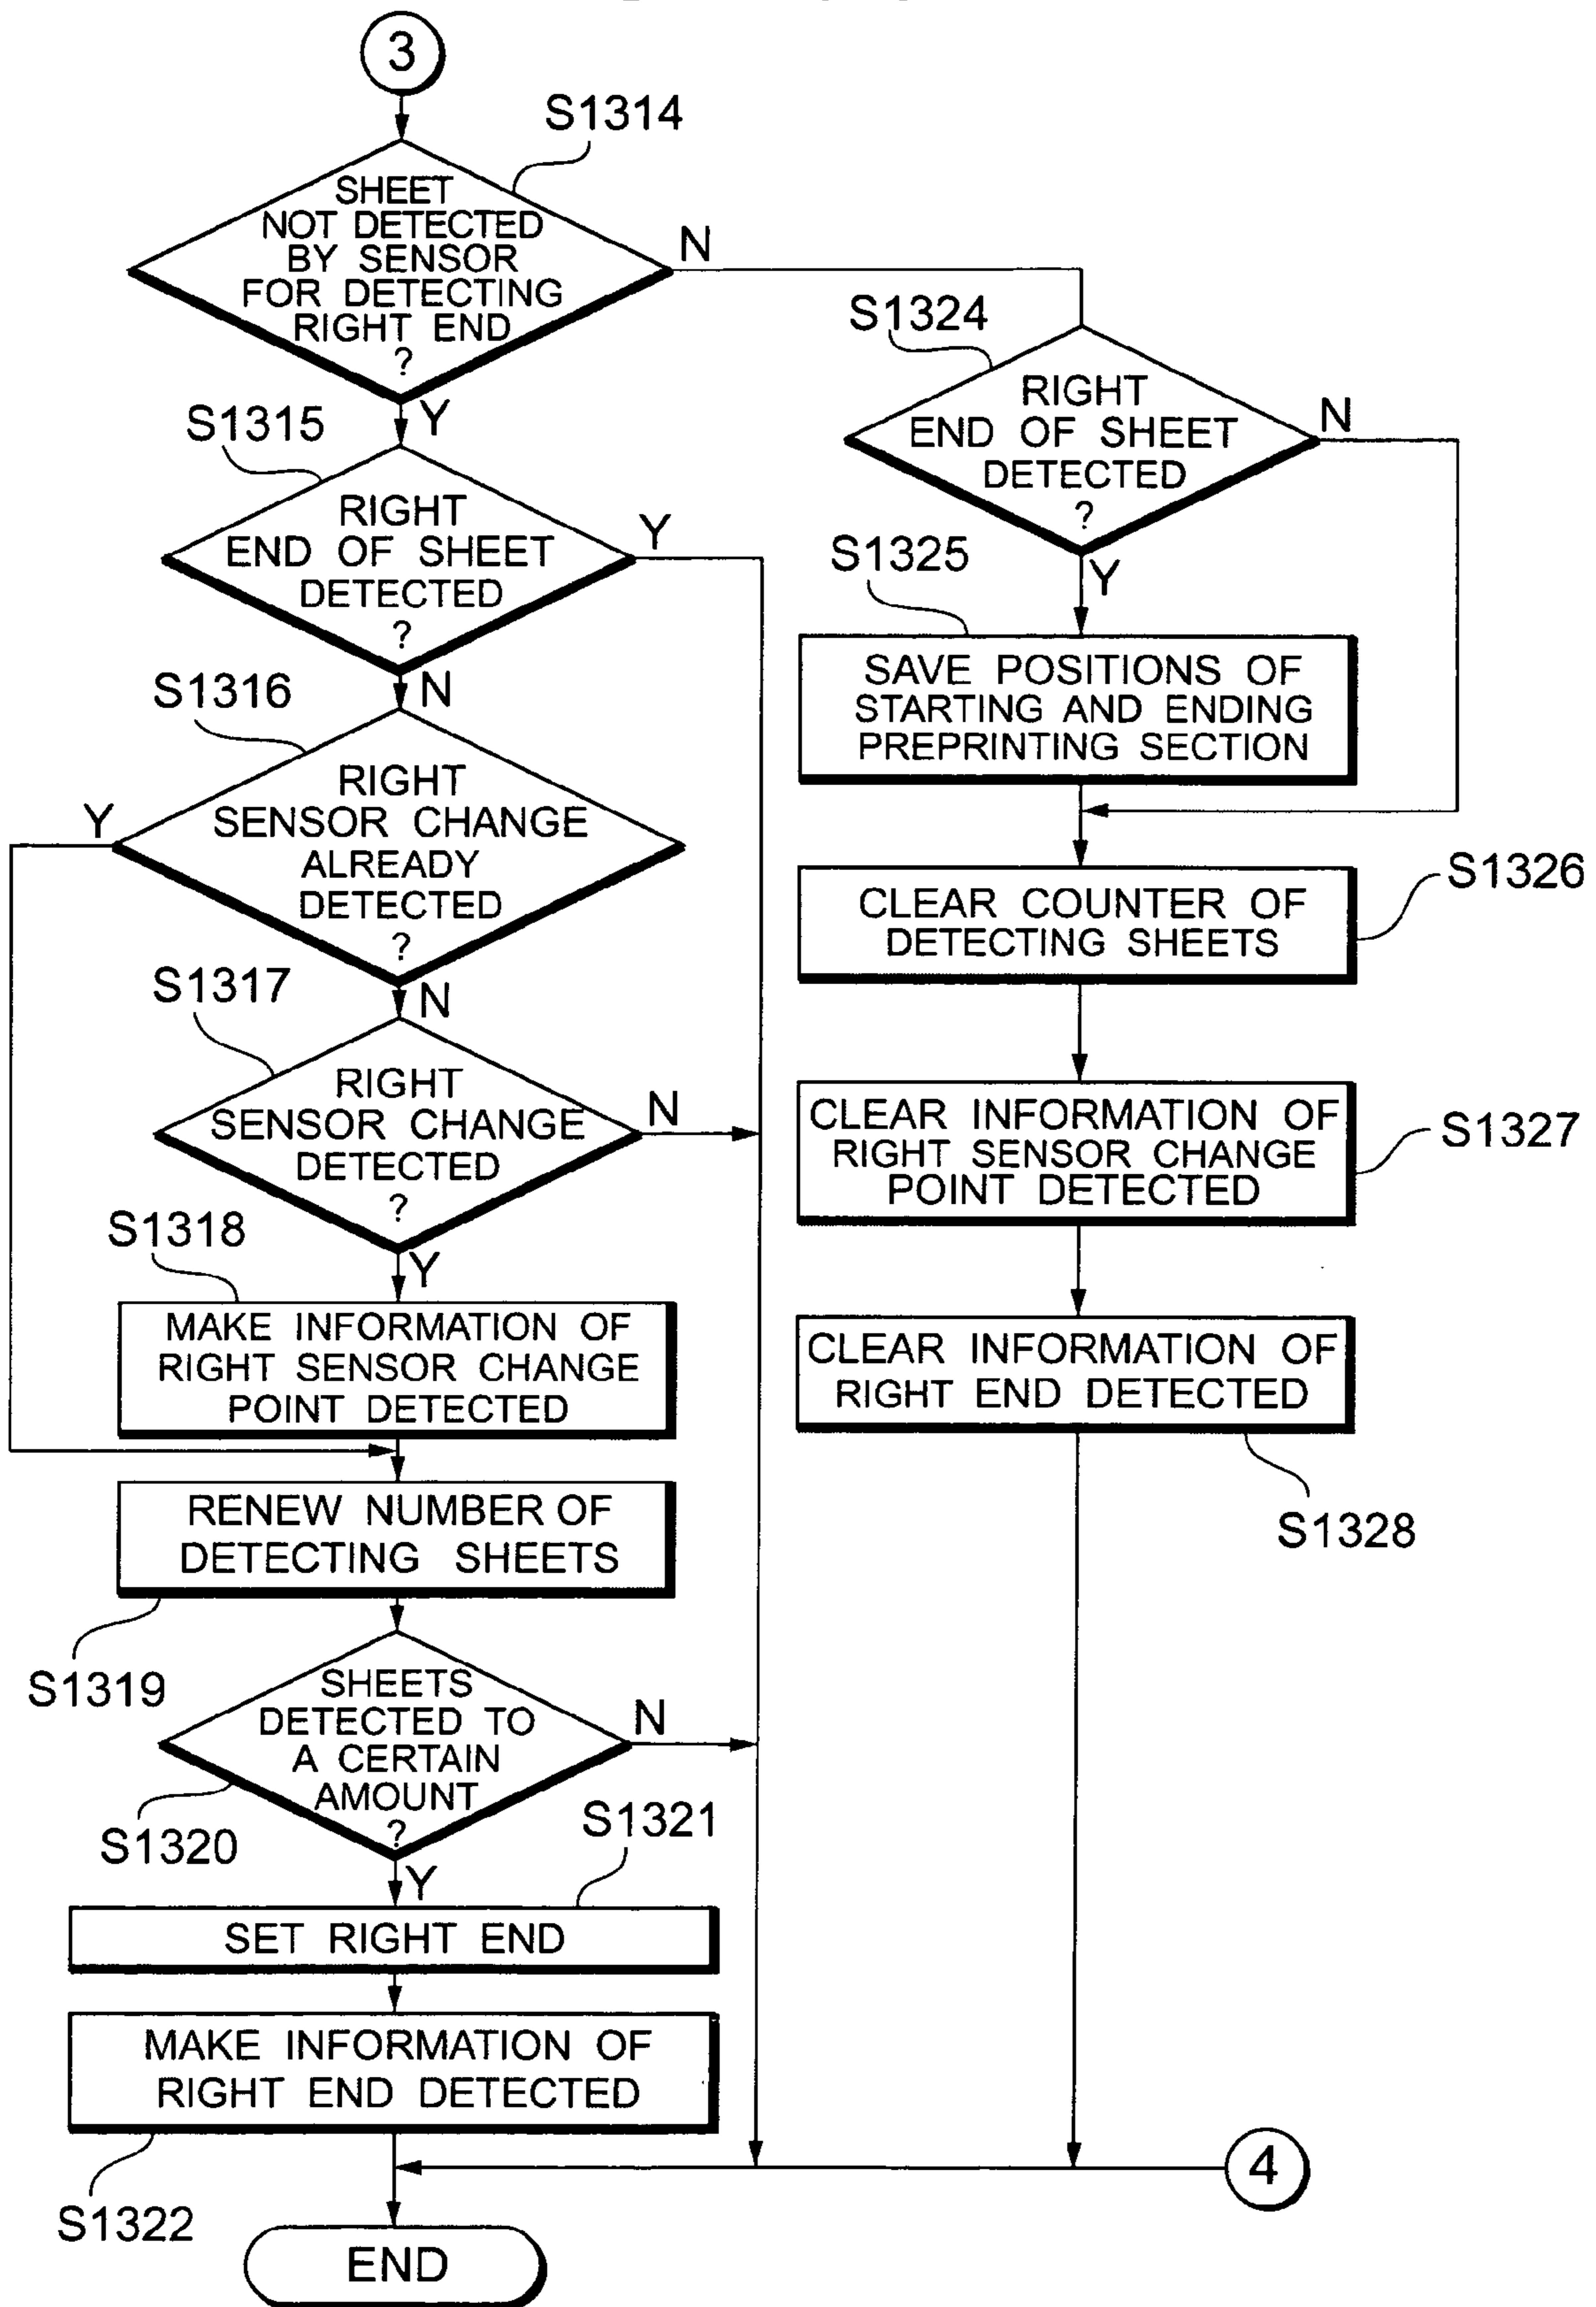 3
S1314
SHEET
NOT DETECTED
BY SENSOR
FOR DETECTING
RIGHT END
?
N
Y
S1315
RIGHT
END OF SHEET
DETECTED
?
Y
N
S1316
RIGHT
SENSOR CHANGE
ALREADY
DETECTED
?
Y
N
S1317
RIGHT
SENSOR CHANGE
DETECTED
?
N
Y
S1318
MAKE INFORMATION OF
RIGHT SENSOR CHANGE
POINT DETECTED
RENEW NUMBER OF
DETECTING SHEETS
S1319
SHEETS
DETECTED TO
A CERTAIN
AMOUNT
?
N
S1320
Y
S1321
SET RIGHT END
MAKE INFORMATION OF
RIGHT END DETECTED
S1322
END
S1324
RIGHT
END OF SHEET
DETECTED
?
N
Y
S1325
SAVE POSITIONS OF
STARTING AND ENDING
PREPRINTING SECTION
CLEAR COUNTER OF
DETECTING SHEETS
S1326
CLEAR INFORMATION OF
RIGHT SENSOR CHANGE
POINT DETECTED
S1327
CLEAR INFORMATION OF
RIGHT END DETECTED
S1328
4